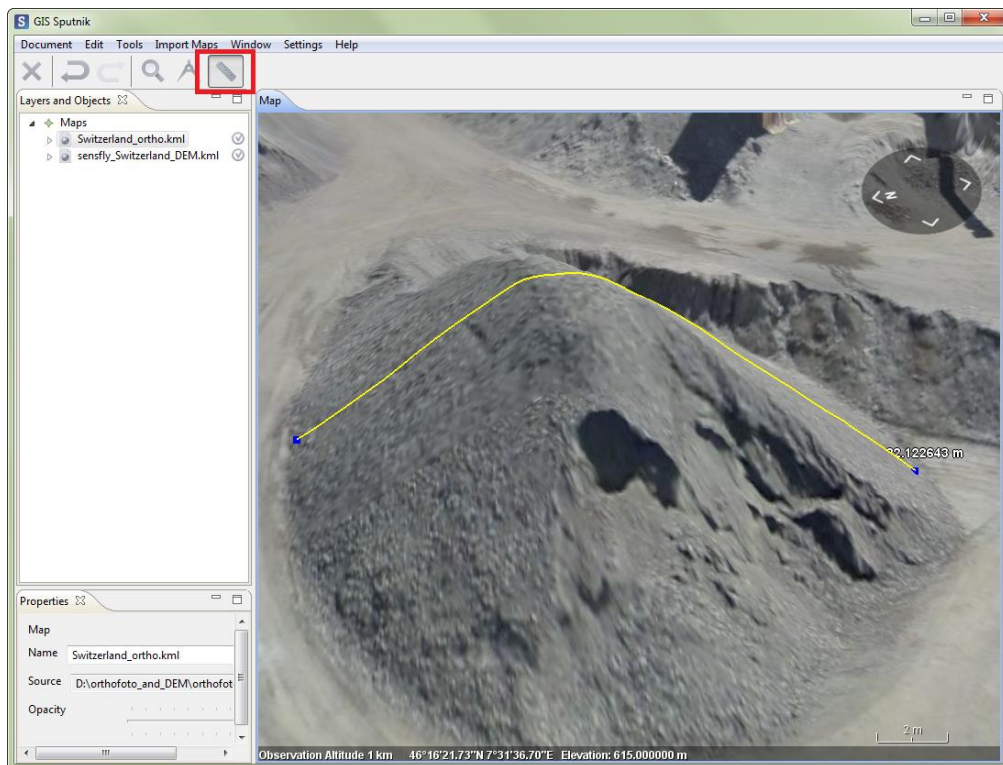 GIS Sputnik
Document Edit Tools Import Maps Window Settings Help
Layers and Objects
Map
Maps
Switzerland_ortho.kml
sensfly_Switzerland_DEM.kml
N
22.122643 m
Properties
Map
Name Switzerland_ortho.kml
Source D:\orthofoto_and_DEM\orthofot
Opacity
2 m
Observation Altitude 1 km 46°16'21.73"N 7°31'36.70"E Elevation: 615.000000 m